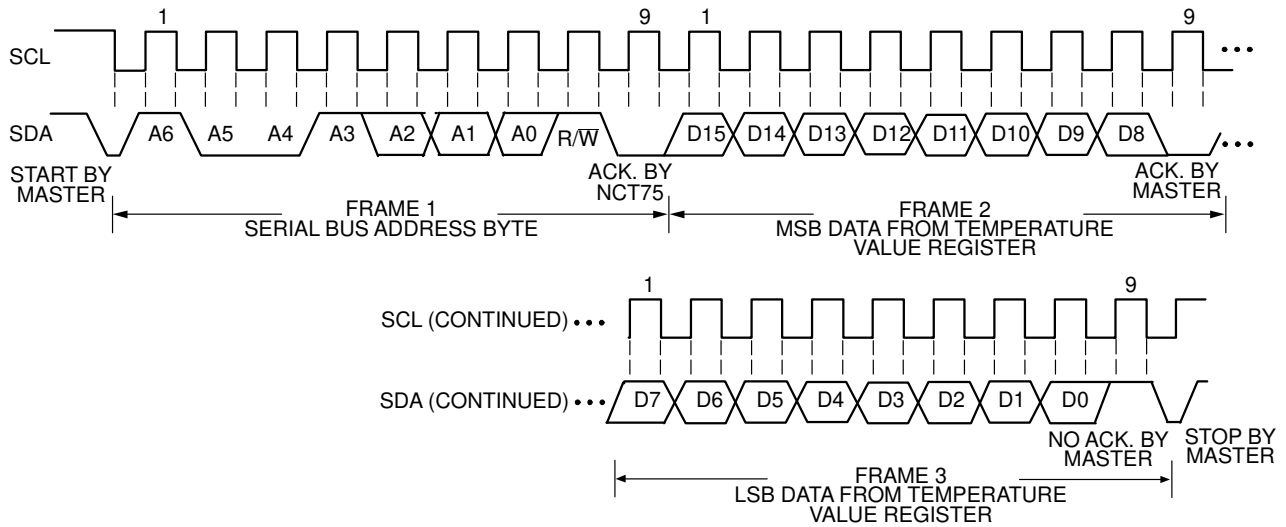 1 9 1 9
SCL
SDA A6 A5 A4 A3 A2 A1 A0 R/W̅ D15 D14 D13 D12 D11 D10 D9 D8
START BY
MASTER
ACK. BY
NCT75
ACK. BY
MASTER
FRAME 1
SERIAL BUS ADDRESS BYTE
FRAME 2
MSB DATA FROM TEMPERATURE
VALUE REGISTER
1 9
SCL (CONTINUED)
SDA (CONTINUED) D7 D6 D5 D4 D3 D2 D1 D0
NO ACK. BY
MASTER
STOP BY
MASTER
FRAME 3
LSB DATA FROM TEMPERATURE
VALUE REGISTER